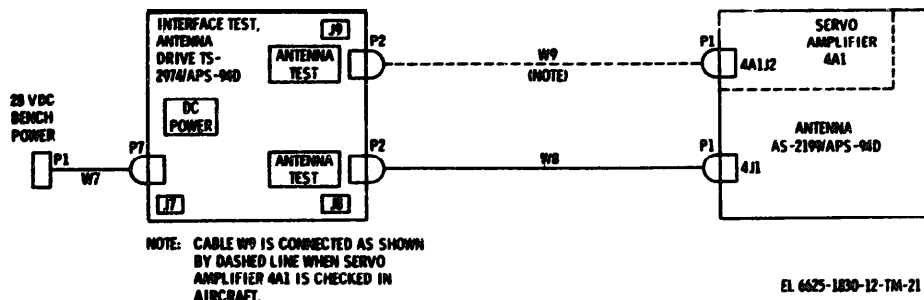 INTERFACE TEST,
ANTENNA
DRIVE TS-
2974/APS-94D
J9
ANTENNA
TEST
P2
W9
(NOTE)
P1
4A1J2
SERVO
AMPLIFIER
4A1
DC
POWER
28 VDC
BENCH
POWER
P1
W7
P7
J7
ANTENNA
TEST
J8
P2
W8
P1
4J1
ANTENNA
AS-2199/APS-94D
NOTE: CABLE W9 IS CONNECTED AS SHOWN
BY DASHED LINE WHEN SERVO
AMPLIFIER 4A1 IS CHECKED IN
AIRCRAFT.
EL 6625-1830-12-TM-21